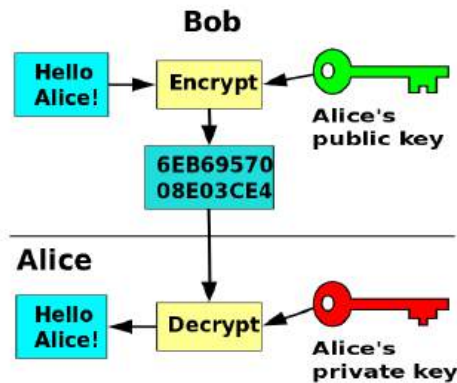 Bob
Hello
Alice!
Encrypt
Alice's
public key
6EB69570
08E03CE4
Alice
Hello
Alice!
Decrypt
Alice's
private key